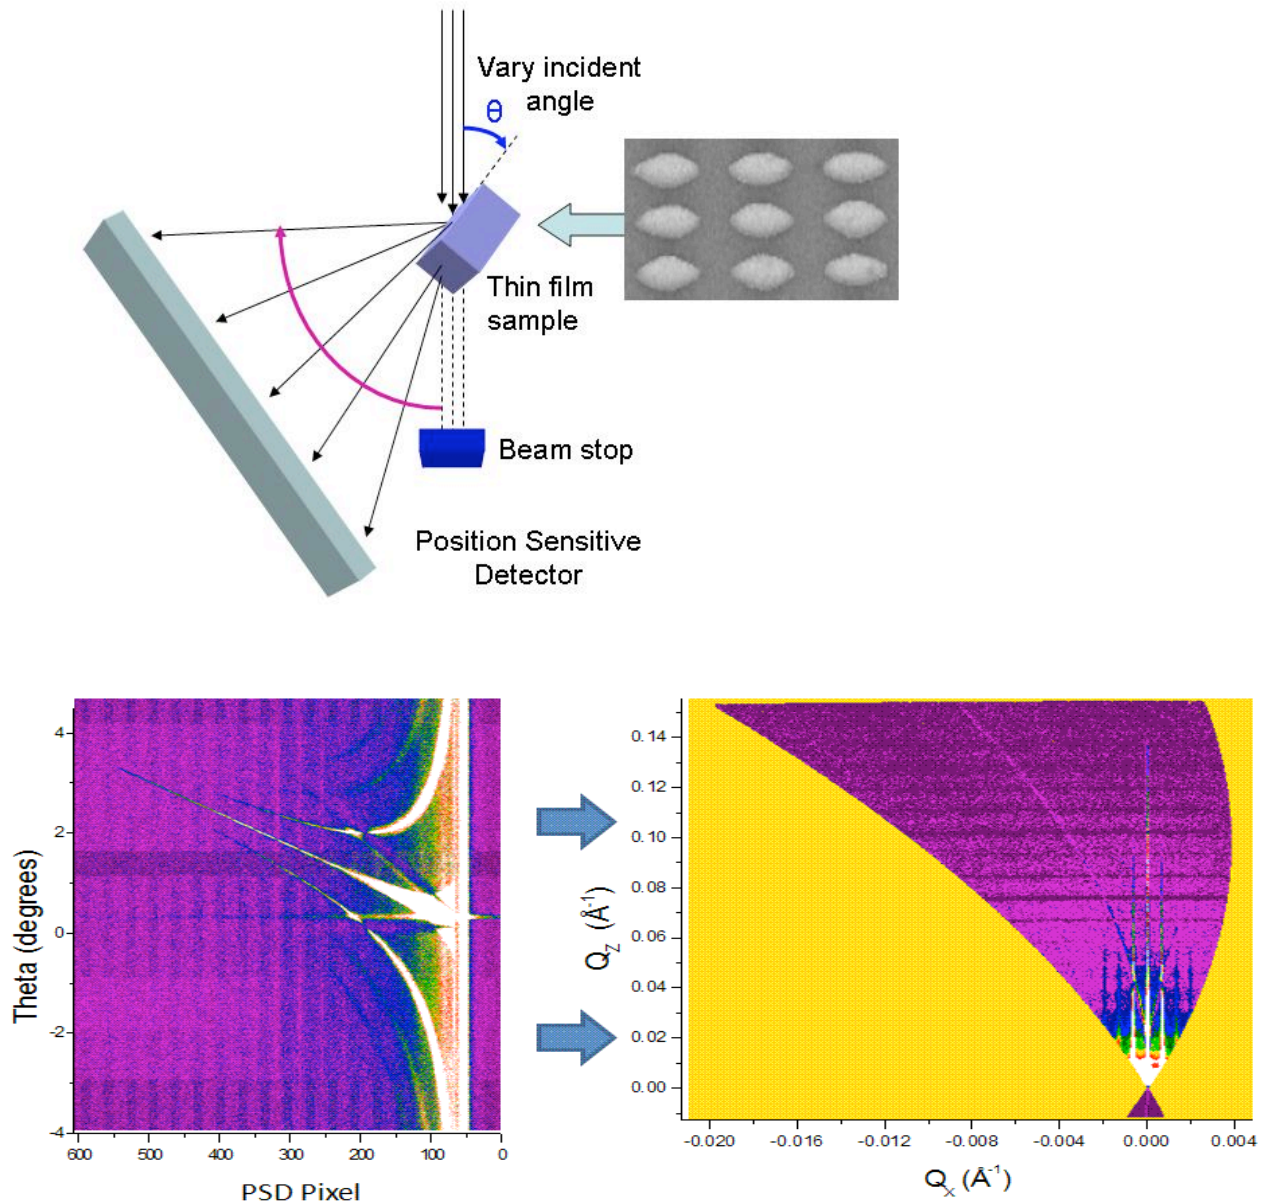 Vary incident
angle
θ
Thin film
sample
Beam stop
Position Sensitive
Detector
Theta (degrees)
4
2
0
-2
-4
600
500
400
300
200
100
0
PSD Pixel
Q_Z (Å⁻¹)
0.14
0.12
0.10
0.08
0.06
0.04
0.02
0.00
-0.020
-0.016
-0.012
-0.008
-0.004
0.000
0.004
Q_x (Å⁻¹)